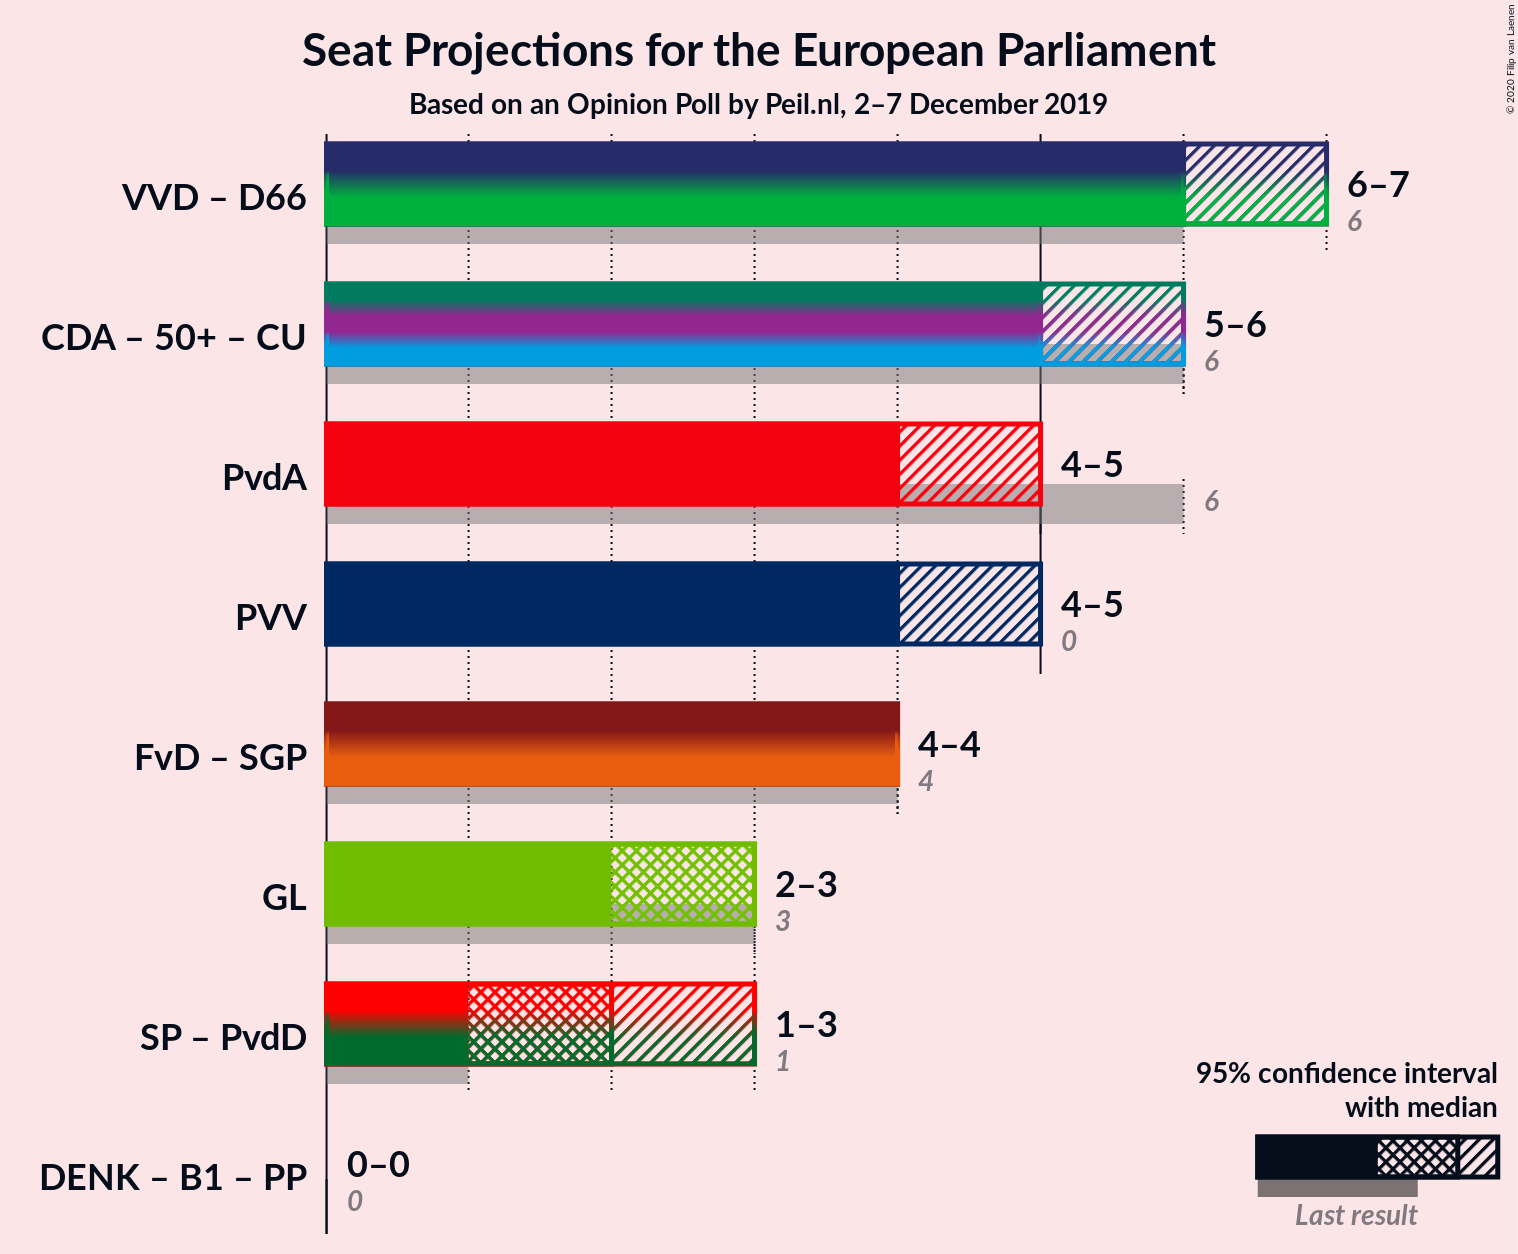 Seat Projections for the European Parliament
Based on an Opinion Poll by Peil.nl, 2–7 December 2019
© 2020 Filip van Laenen
VVD – D66
6–7
6
CDA – 50+ – CU
5–6
6
PvdA
4–5
6
PVV
4–5
0
FvD – SGP
4–4
4
GL
2–3
3
SP – PvdD
1–3
1
DENK – B1 – PP
0–0
0
95% confidence interval
with median
Last result